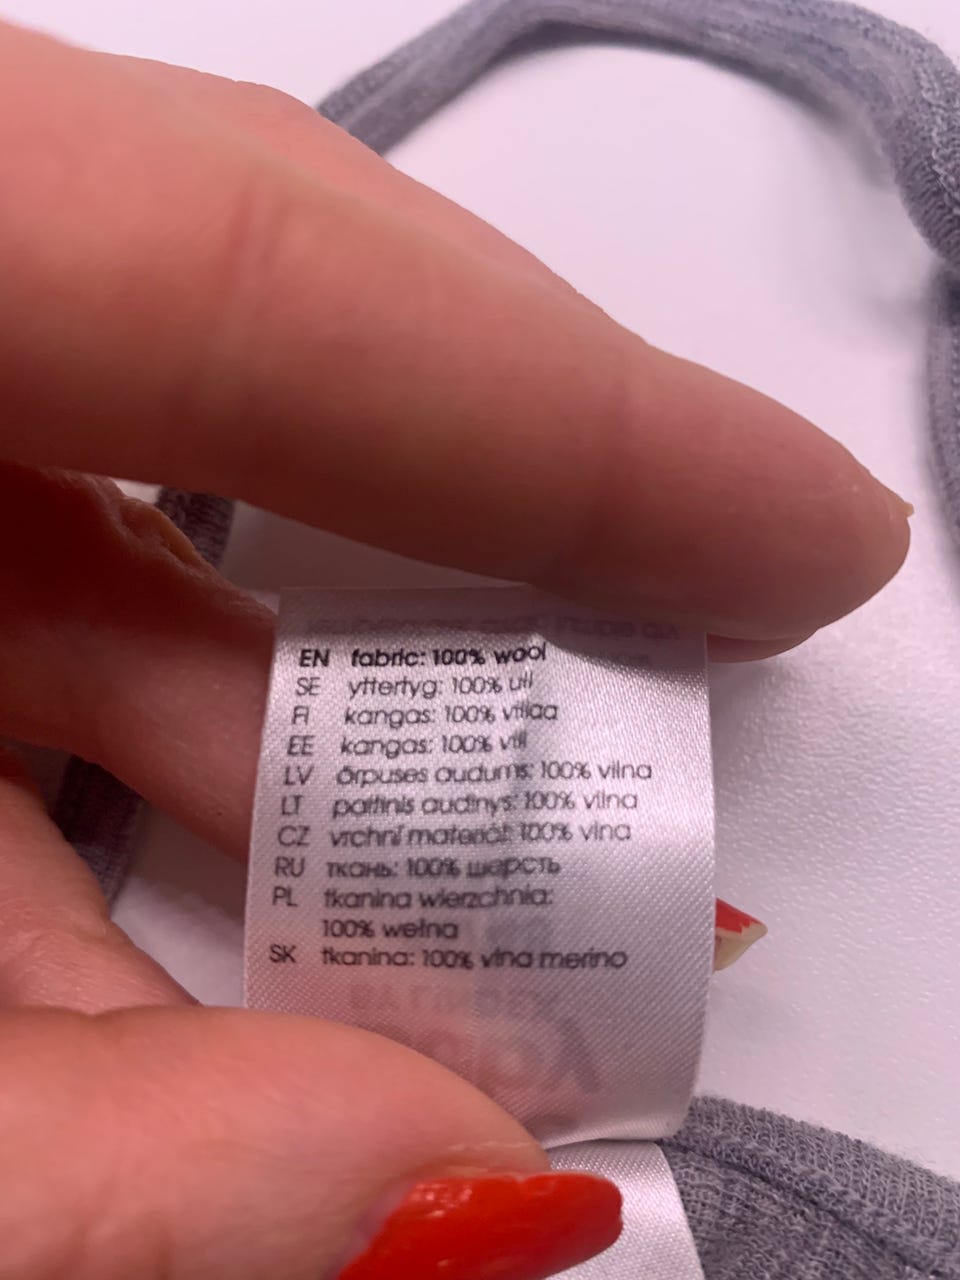 EN fabric: 100% wool
SE yttertyg: 100% ull
FI kangas: 100% villaa
EE kangas: 100% vill
LV ārpuses audums: 100% vilna
LT paltinis audinys: 100% vilna
CZ vrchní materiál: 100% vlna
RU ткань: 100% шерсть
PL tkanina wierzchnia:
100% wełna
SK tkanina: 100% vlna merino